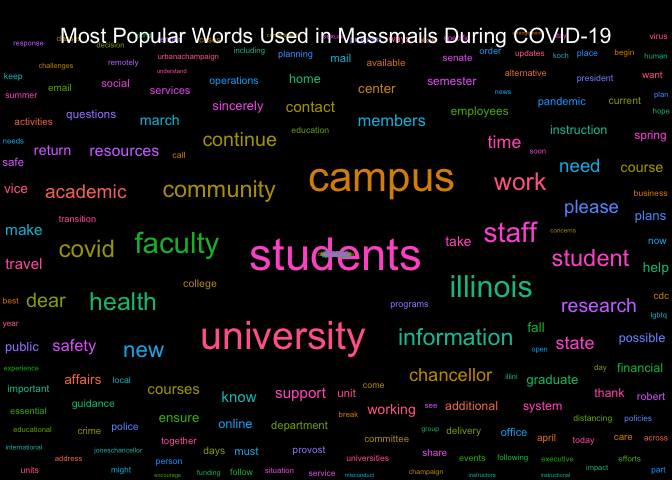 Most Popular Words Used in Massmails During COVID-19
response
decision
virus
urbanachampaign
including
planning
mail
available
senate
order
updates
koch
place
begin
human
challenges
remotely
understand
keep
email
social
services
operations
home
center
semester
alternative
president
want
summer
news
plan
activities
questions
march
sincerely
contact
members
employees
pandemic
current
hope
needs
return
resources
call
continue
education
time
soon
instruction
spring
safe
vice
academic
community
campus
work
need
course
business
make
transition
covid
faculty
students
take
staff
please
plans
concerns
student
now
travel
help
best
dear
health
college
programs
illinois
research
cdc
lgbtq
year
public
safety
new
university
information
fall
open
state
possible
experience
important
affairs
local
courses
know
support
unit
come
chancellor
illini
graduate
day
financial
essential
guidance
ensure
online
department
break
working
see
additional
system
thank
robert
educational
crime
police
together
committee
group
delivery
office
april
distancing
policies
today
care
across
international
address
joneschancellor
days
must
provost
universities
share
events
following
executive
efforts
units
might
person
encourage
funding
follow
situation
service
misconduct
champaign
instructors
instructional
impact
part